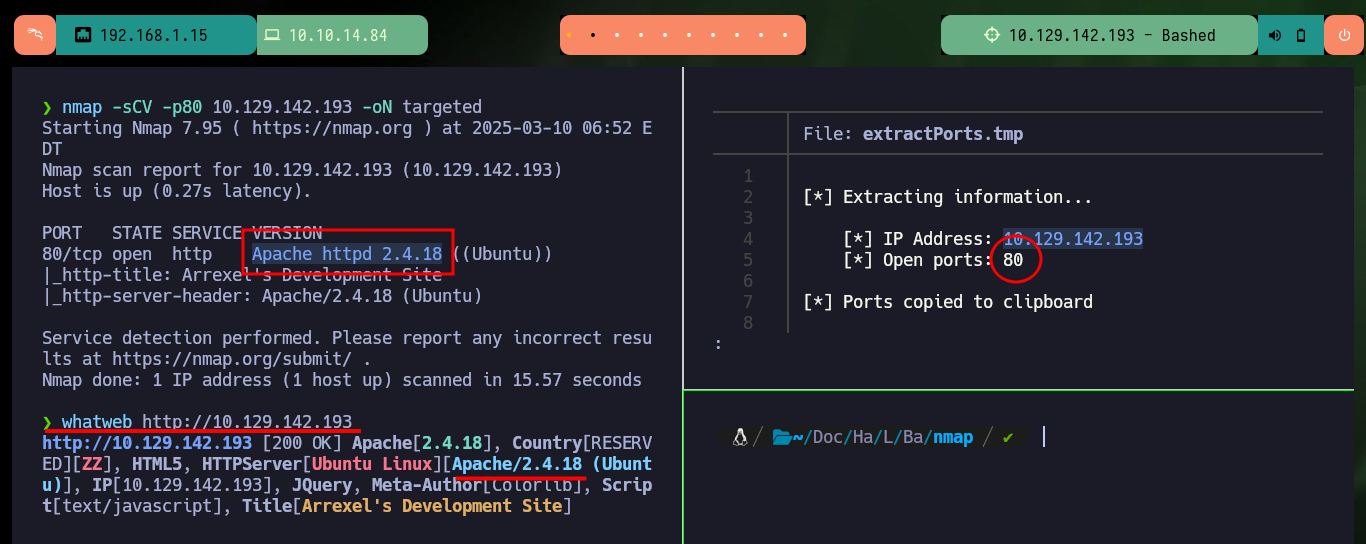 192.168.1.15
10.10.14.84
10.129.142.193 - Bashed
❯ nmap -sCV -p80 10.129.142.193 -oN targeted
Starting Nmap 7.95 ( https://nmap.org ) at 2025-03-10 06:52 E
DT
Nmap scan report for 10.129.142.193 (10.129.142.193)
Host is up (0.27s latency).
PORT   STATE SERVICE VERSION
80/tcp open  http    Apache httpd 2.4.18 ((Ubuntu))
|_http-title: Arrexel's Development Site
|_http-server-header: Apache/2.4.18 (Ubuntu)
Service detection performed. Please report any incorrect resu
lts at https://nmap.org/submit/ .
Nmap done: 1 IP address (1 host up) scanned in 15.57 seconds
❯ whatweb http://10.129.142.193
http://10.129.142.193 [200 OK] Apache[2.4.18], Country[RESERV
ED][ZZ], HTML5, HTTPServer[Ubuntu Linux][Apache/2.4.18 (Ubunt
u)], IP[10.129.142.193], JQuery, Meta-Author[Colorlib], Scrip
t[text/javascript], Title[Arrexel's Development Site]
File: extractPorts.tmp
1
2 [*] Extracting information...
3
4 [*] IP Address: 10.129.142.193
5 [*] Open ports: 80
6
7 [*] Ports copied to clipboard
8
:
/ ~/Doc/Ha/L/Ba/nmap / ✔